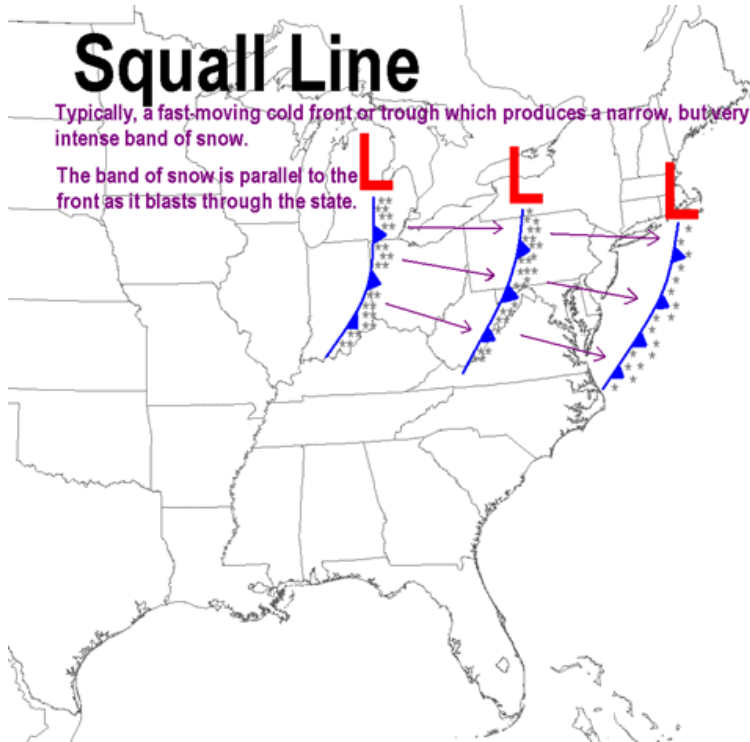 Squall Line
Typically, a fast-moving cold front or trough which produces a narrow, but very
intense band of snow.
The band of snow is parallel to the
front as it blasts through the state.
L
L
L